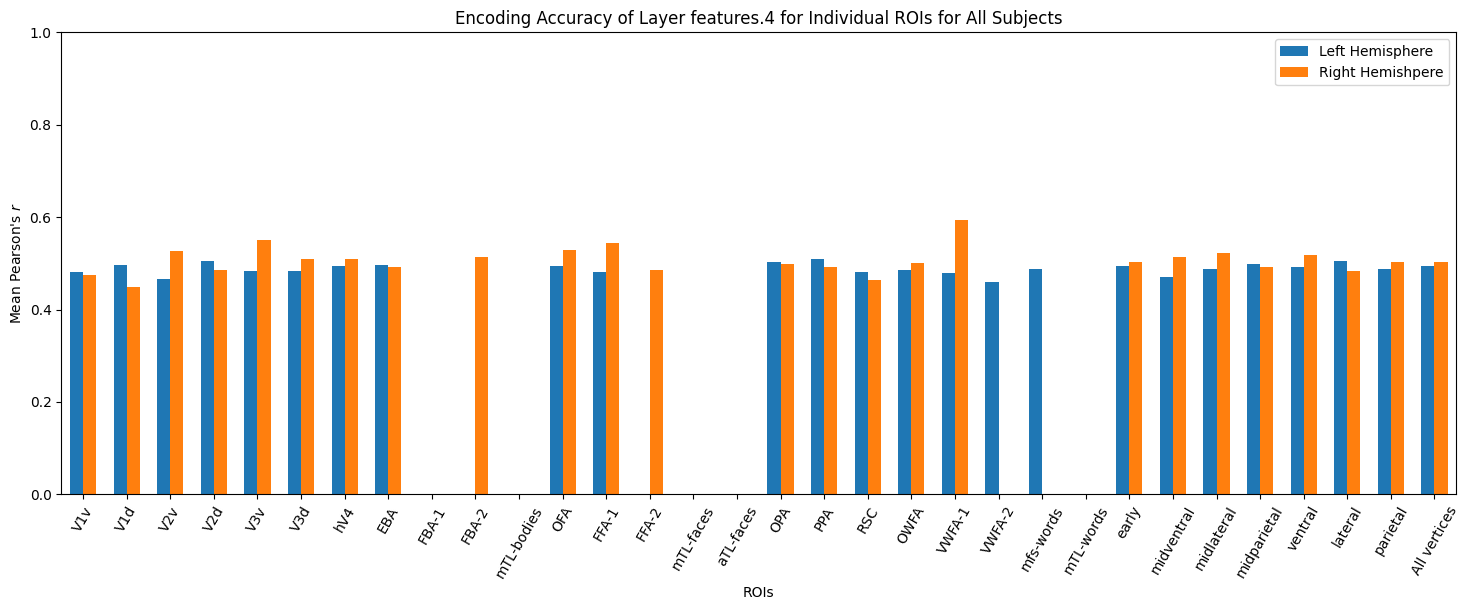 Encoding Accuracy of Layer features.4 for Individual ROIs for All Subjects
Left Hemisphere
Right Hemishpere
Mean Pearson's r
1.0
0.8
0.6
0.4
0.2
0.0
V1v
V1d
V2v
V2d
V3v
V3d
hV4
EBA
FBA-1
FBA-2
mTL-bodies
OFA
FFA-1
FFA-2
mTL-faces
aTL-faces
OPA
PPA
RSC
OWFA
VWFA-1
VWFA-2
mfs-words
mTL-words
early
midventral
midlateral
midparietal
ventral
lateral
parietal
All vertices
ROIs